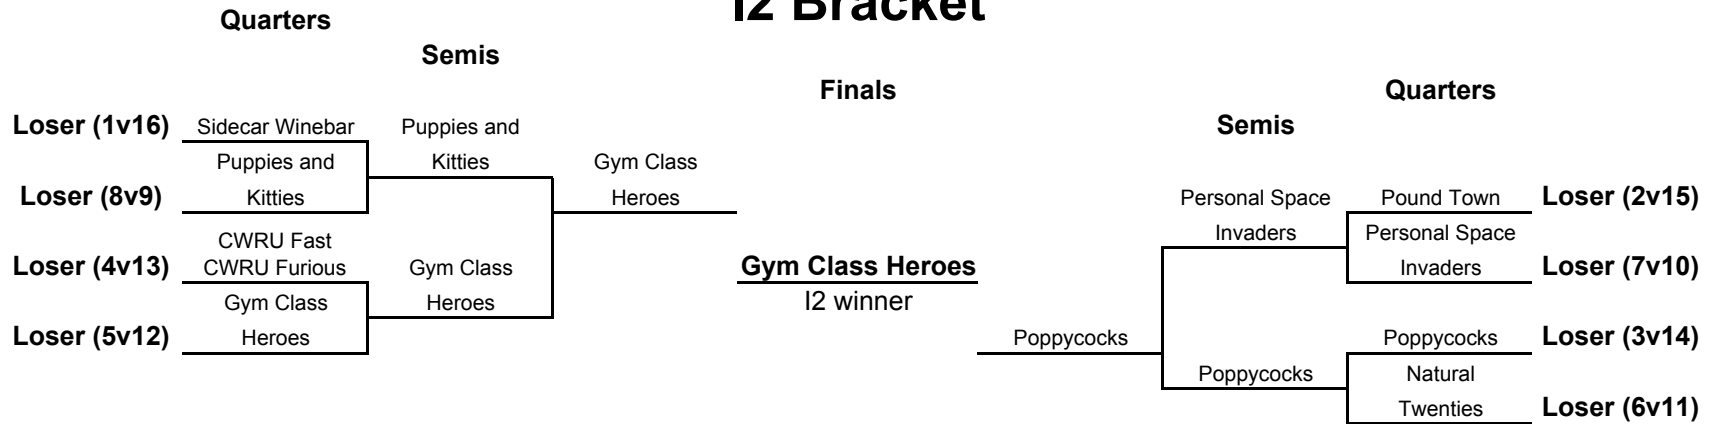 I2 Bracket
Quarters
Semis
Finals
Quarters
Semis
Loser (1v16)
Sidecar Winebar
Puppies and
Kitties
Loser (8v9)
Puppies and
Kitties
Gym Class
Heroes
Loser (4v13)
CWRU Fast
CWRU Furious
Gym Class
Heroes
Loser (5v12)
Gym Class
Heroes
Gym Class Heroes
I2 winner
Poppycocks
Personal Space
Invaders
Pound Town
Loser (2v15)
Personal Space
Invaders
Loser (7v10)
Poppycocks
Poppycocks
Loser (3v14)
Natural
Twenties
Loser (6v11)